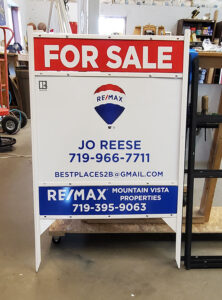 FOR SALE
RE/MAX
JO REESE
719-966-7711
BESTPLACES2B@GMAIL.COM
RE/MAX MOUNTAIN VISTA
PROPERTIES
719-395-9063